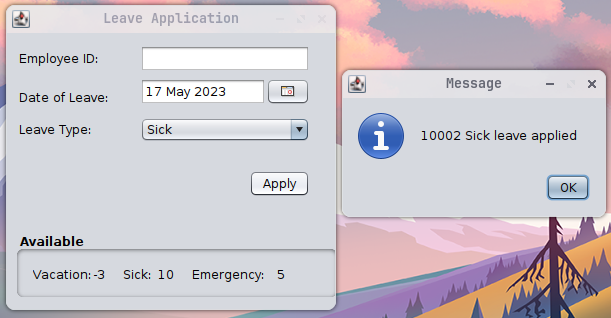 Leave Application
Employee ID:
Date of Leave: 17 May 2023
Leave Type: Sick
Apply
Available
Vacation: -3 Sick: 10 Emergency: 5
Message
10002 Sick leave applied
OK